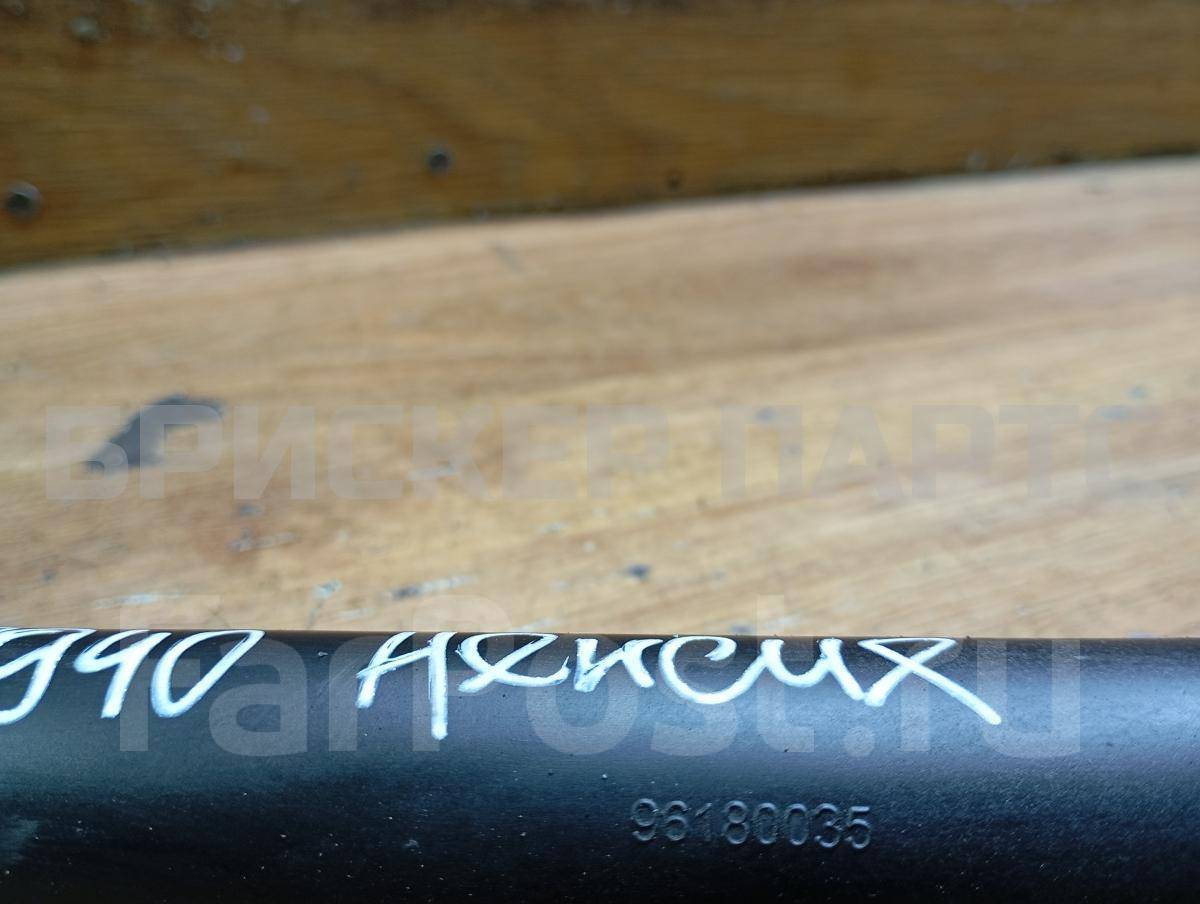 БРИСКЕР ПАРТС
990 Нексия
farPost.ru
96180035